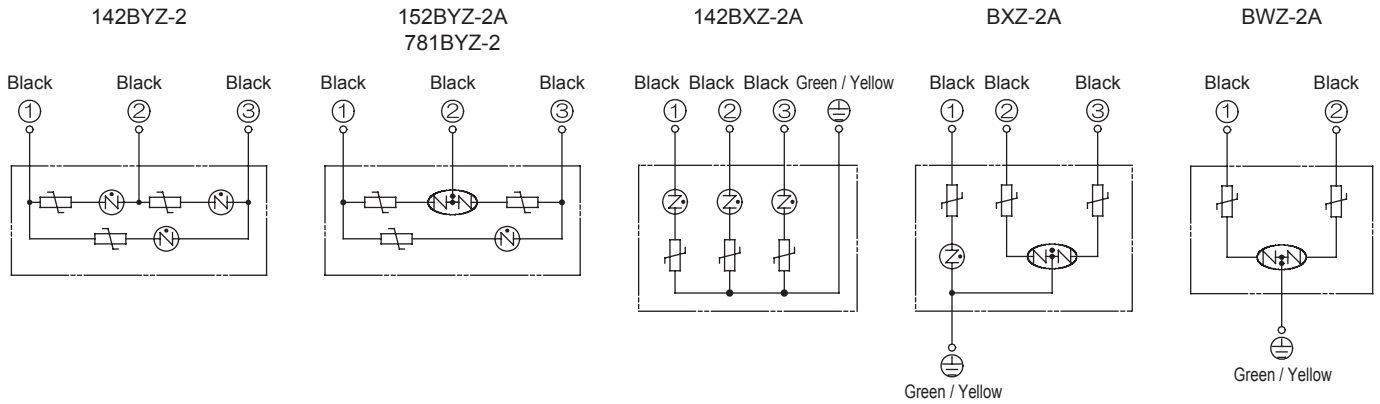 142BYZ-2
152BYZ-2A
781BYZ-2
142BXZ-2A
BXZ-2A
BWZ-2A
Black Black Black
① ② ③
Black Black Black
① ② ③
Black Black Black Green / Yellow
① ② ③
Black Black Black
① ② ③
Green / Yellow
Black Black
① ②
Green / Yellow